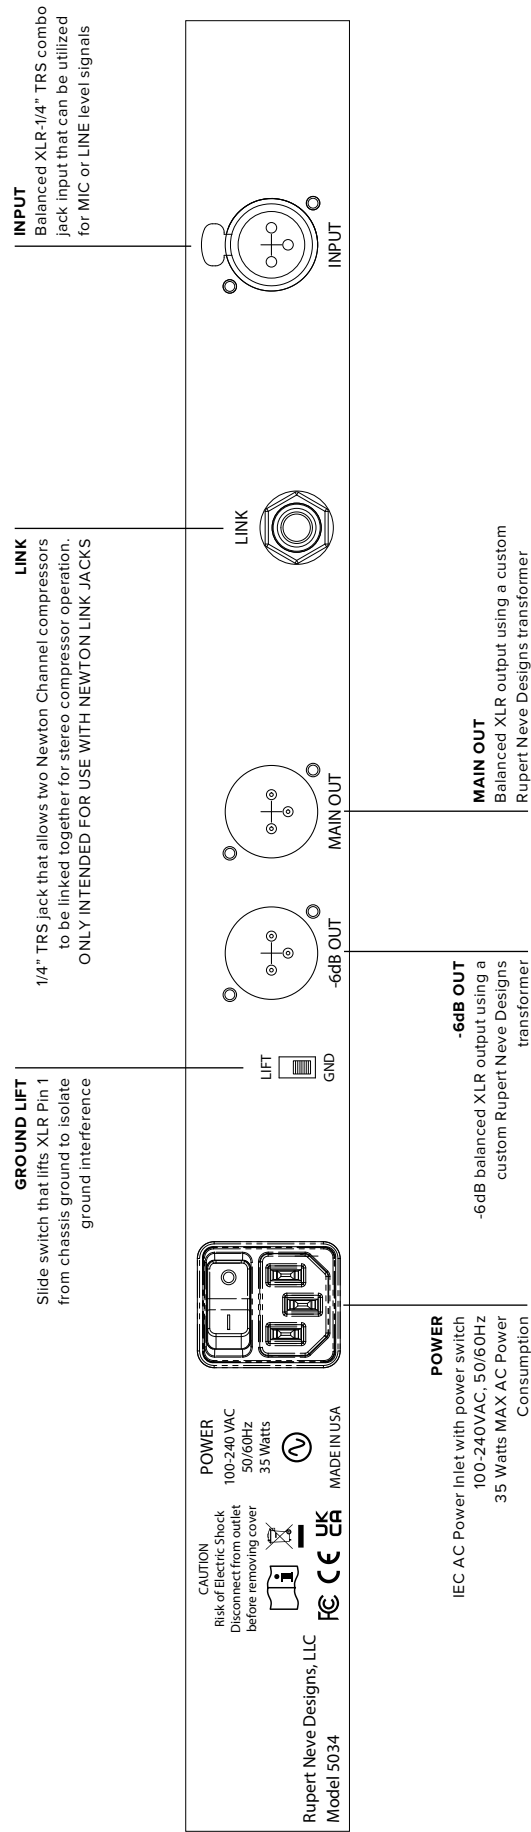 GROUND LIFT
Slide switch that lifts XLR Pin 1
from chassis ground to isolate
ground interference
LINK
1/4” TRS jack that allows two Newton Channel compressors
to be linked together for stereo compressor operation.
ONLY INTENDED FOR USE WITH NEWTON LINK JACKS
INPUT
Balanced XLR-1/4” TRS combo
jack input that can be utilized
for MIC or LINE level signals
Rupert Neve Designs, LLC
Model 5034
CAUTION
Risk of Electric Shock
Disconnect from outlet
before removing cover
i
FC CE UK
CA
POWER
100-240 VAC
50/60Hz
35 Watts
MADE IN USA
LIFT
GND
-6dB OUT
MAIN OUT
LINK
INPUT
POWER
IEC AC Power Inlet with power switch
100-240VAC, 50/60Hz
35 Watts MAX AC Power
Consumption
-6dB OUT
-6dB balanced XLR output using a
custom Rupert Neve Designs
transformer
MAIN OUT
Balanced XLR output using a custom
Rupert Neve Designs transformer